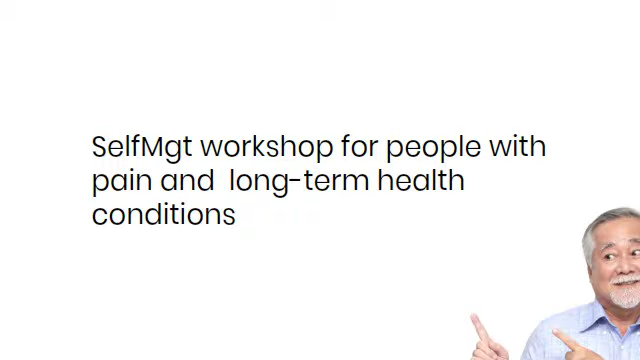 SelfMgt workshop for people with
pain and  long-term health
conditions